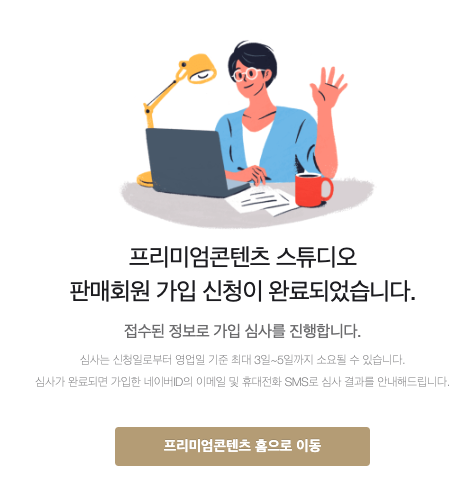 프리미엄콘텐츠 스튜디오
판매회원 가입 신청이 완료되었습니다.
접수된 정보로 가입 심사를 진행합니다.
심사는 신청일로부터 영업일 기준 최대 3일~5일까지 소요될 수 있습니다.
심사가 완료되면 가입한 네이버ID의 이메일 및 휴대전화 SMS로 심사 결과를 안내해드립니다.
프리미엄콘텐츠 홈으로 이동